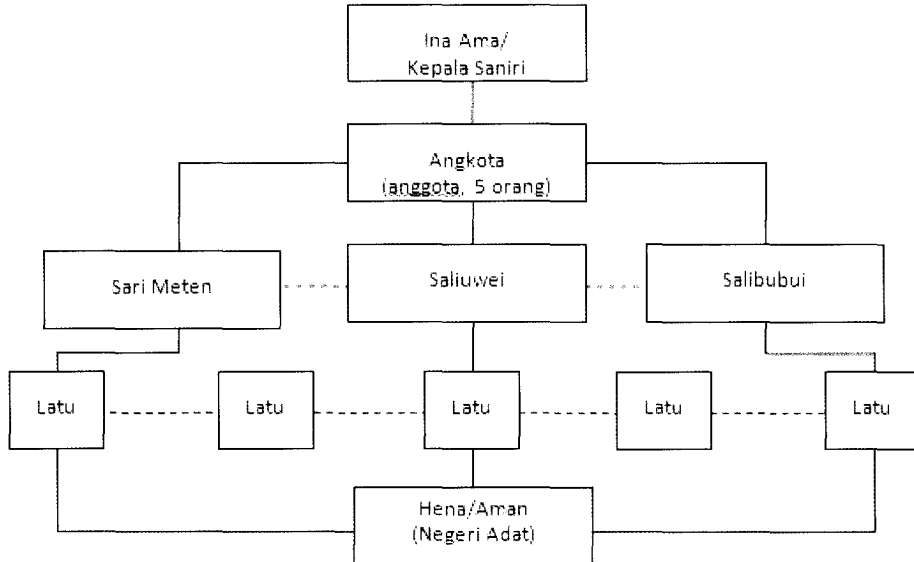 Ina Ama/
Kepala Saniri
Angkota
(anggota, 5 orang)
Sari Meten
Saliuwei
Salibubui
Latu
Latu
Latu
Latu
Latu
Hena/Aman
(Negeri Adat)